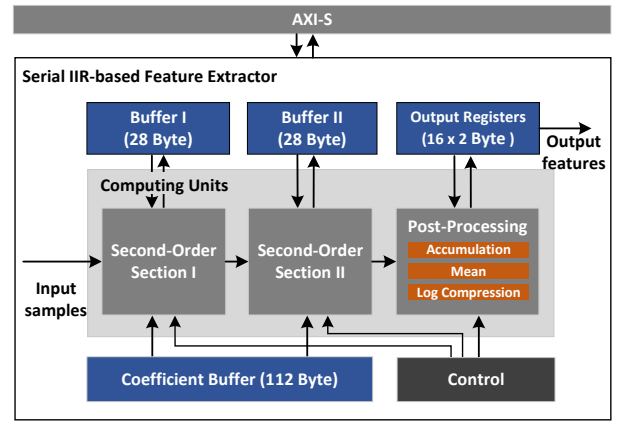 AXI-S
Serial IIR-based Feature Extractor
Buffer I
(28 Byte)
Buffer II
(28 Byte)
Output Registers
(16 x 2 Byte )
Output
features
Computing Units
Second-Order
Section I
Second-Order
Section II
Post-Processing
Accumulation
Mean
Log Compression
Input
samples
Coefficient Buffer (112 Byte)
Control